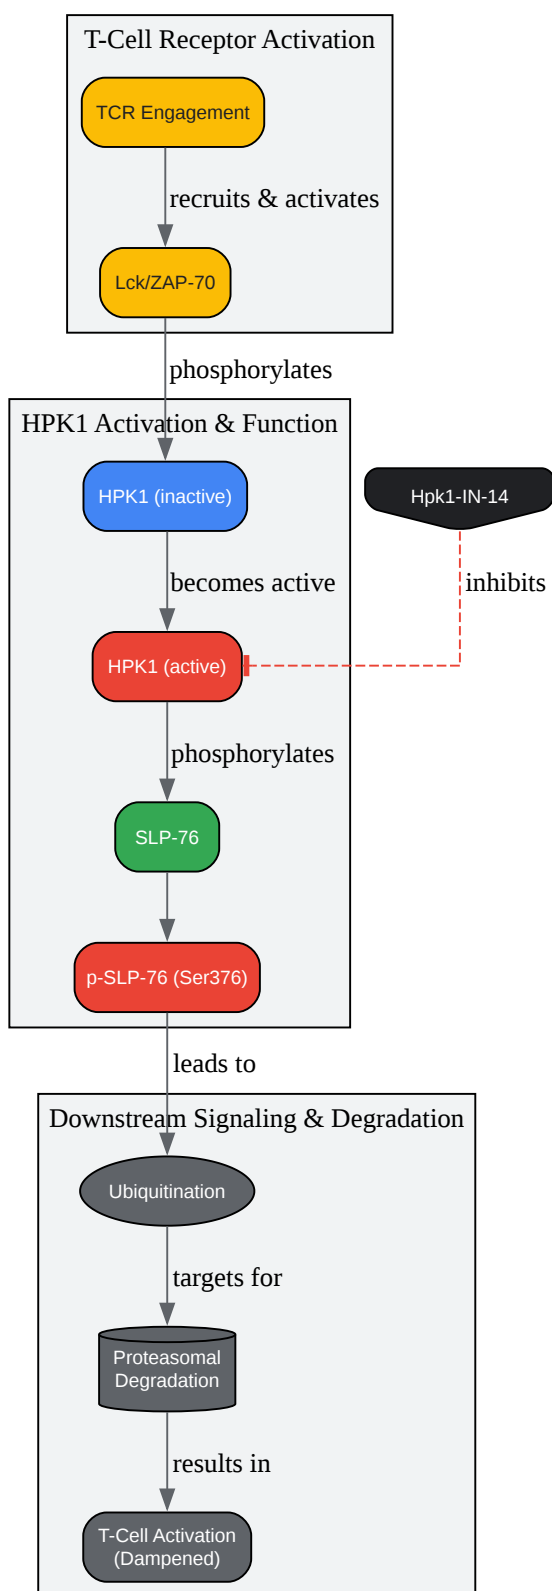 T-Cell Receptor Activation
TCR Engagement
recruits & activates
Lck/ZAP-70
phosphorylates
HPK1 Activation & Function
HPK1 (inactive)
Hpk1-IN-14
becomes active
inhibits
HPK1 (active)
phosphorylates
SLP-76
p-SLP-76 (Ser376)
leads to
Downstream Signaling & Degradation
Ubiquitination
targets for
Proteasomal
Degradation
results in
T-Cell Activation
(Dampened)